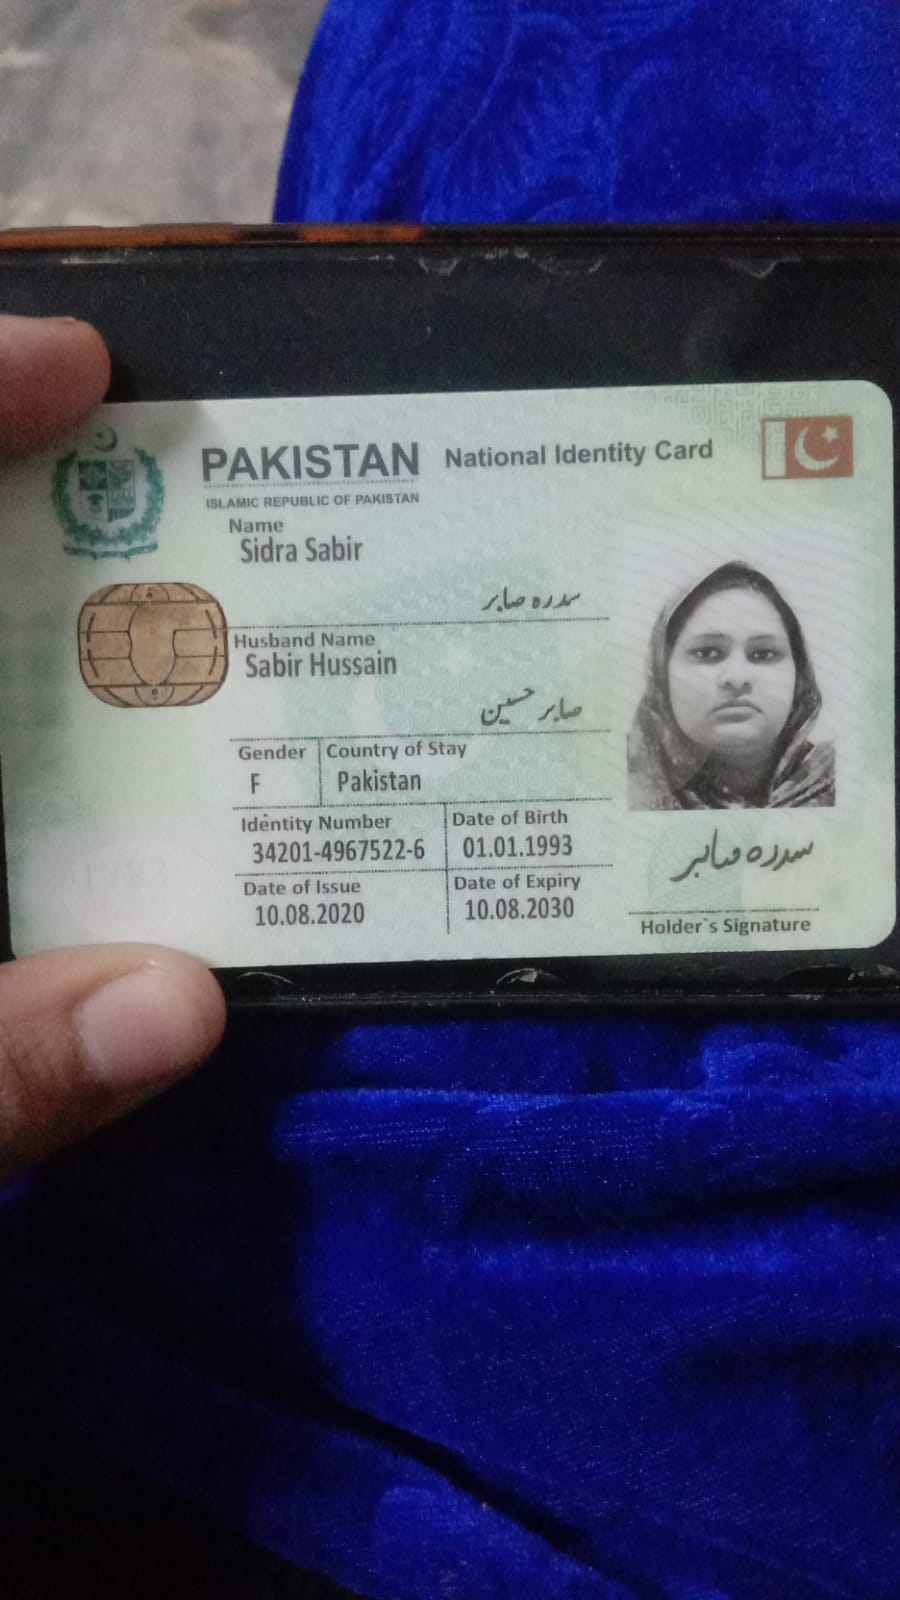 PAKISTAN National Identity Card
ISLAMIC REPUBLIC OF PAKISTAN
Name
Sidra Sabir
سدرہ صابر
Husband Name
Sabir Hussain
صابر حسین
Gender Country of Stay
F Pakistan
Identity Number Date of Birth
34201-4967522-6 01.01.1993
Date of Issue Date of Expiry
10.08.2020 10.08.2030
سدرہ صابر
Holder`s Signature